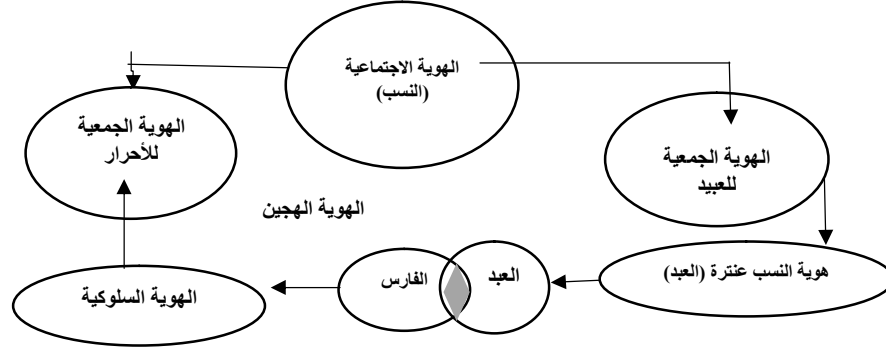 الهوية الاجتماعية
(النسب)
الهوية الجمعية
للعبيد
الهوية الجمعية
للأحرار
الهوية الهجين
هوية النسب عنترة (العبد)
العبد
الفارس
الهوية السلوكية